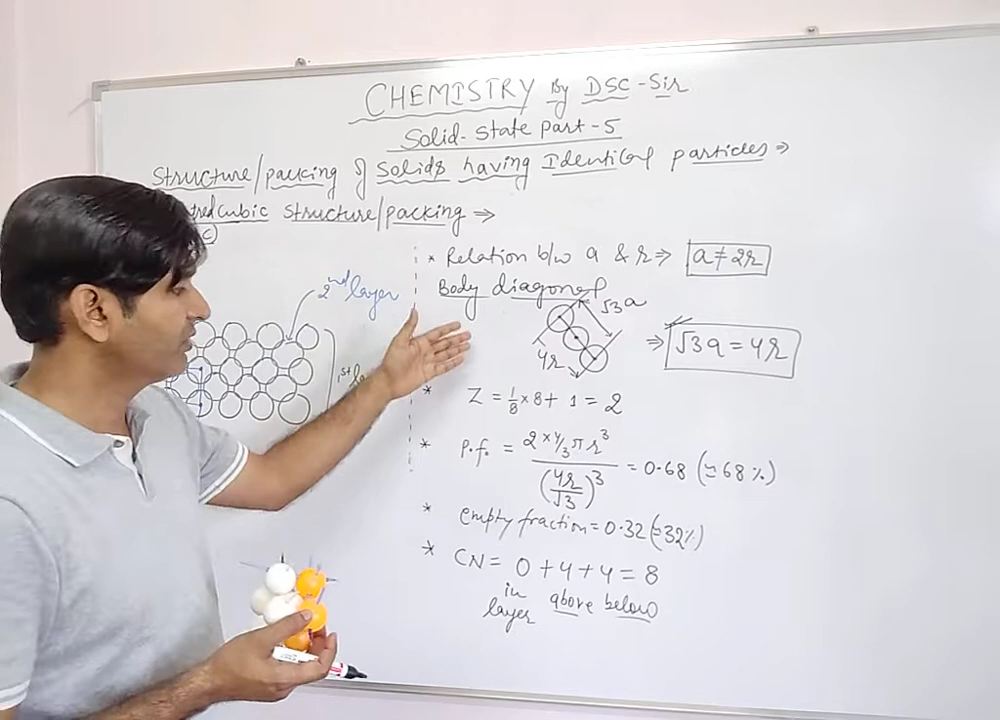 CHEMISTRY By DSC-Sir
Solid-State Part-5
Structure/packing of Solids having Identical particles ⇒
tred cubic structure/packing ⇒
c)
2nd layer
1st la
* Relation b/w a & r ⇒ a ≠ 2r
Body diagonal
√3a
4r
⇒ √3a = 4r
* Z = 1/8 × 8 + 1 = 2
* P.f. = 2 × 4/3 π r³ / (4r/√3)³ = 0.68 (≃ 68%)
* empty fraction = 0.32 (≃32%)
* CN = 0 + 4 + 4 = 8
in layer above below